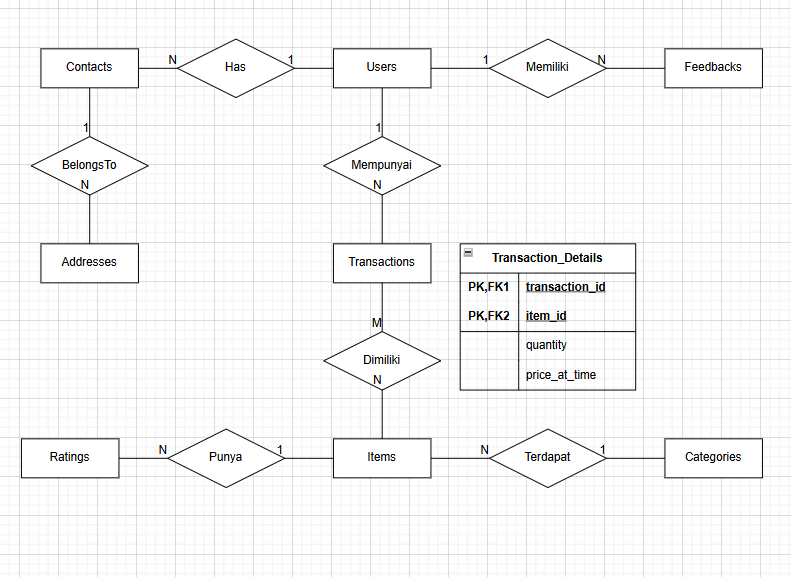 Contacts N Has 1 Users 1 Memiliki N Feedbacks
1 1
BelongsTo Mempunyai
N N
Addresses Transactions
Transaction_Details
PK,FK1 transaction_id
PK,FK2 item_id
quantity
price_at_time
M
Dimiliki
N
Ratings N Punya 1 Items N Terdapat 1 Categories